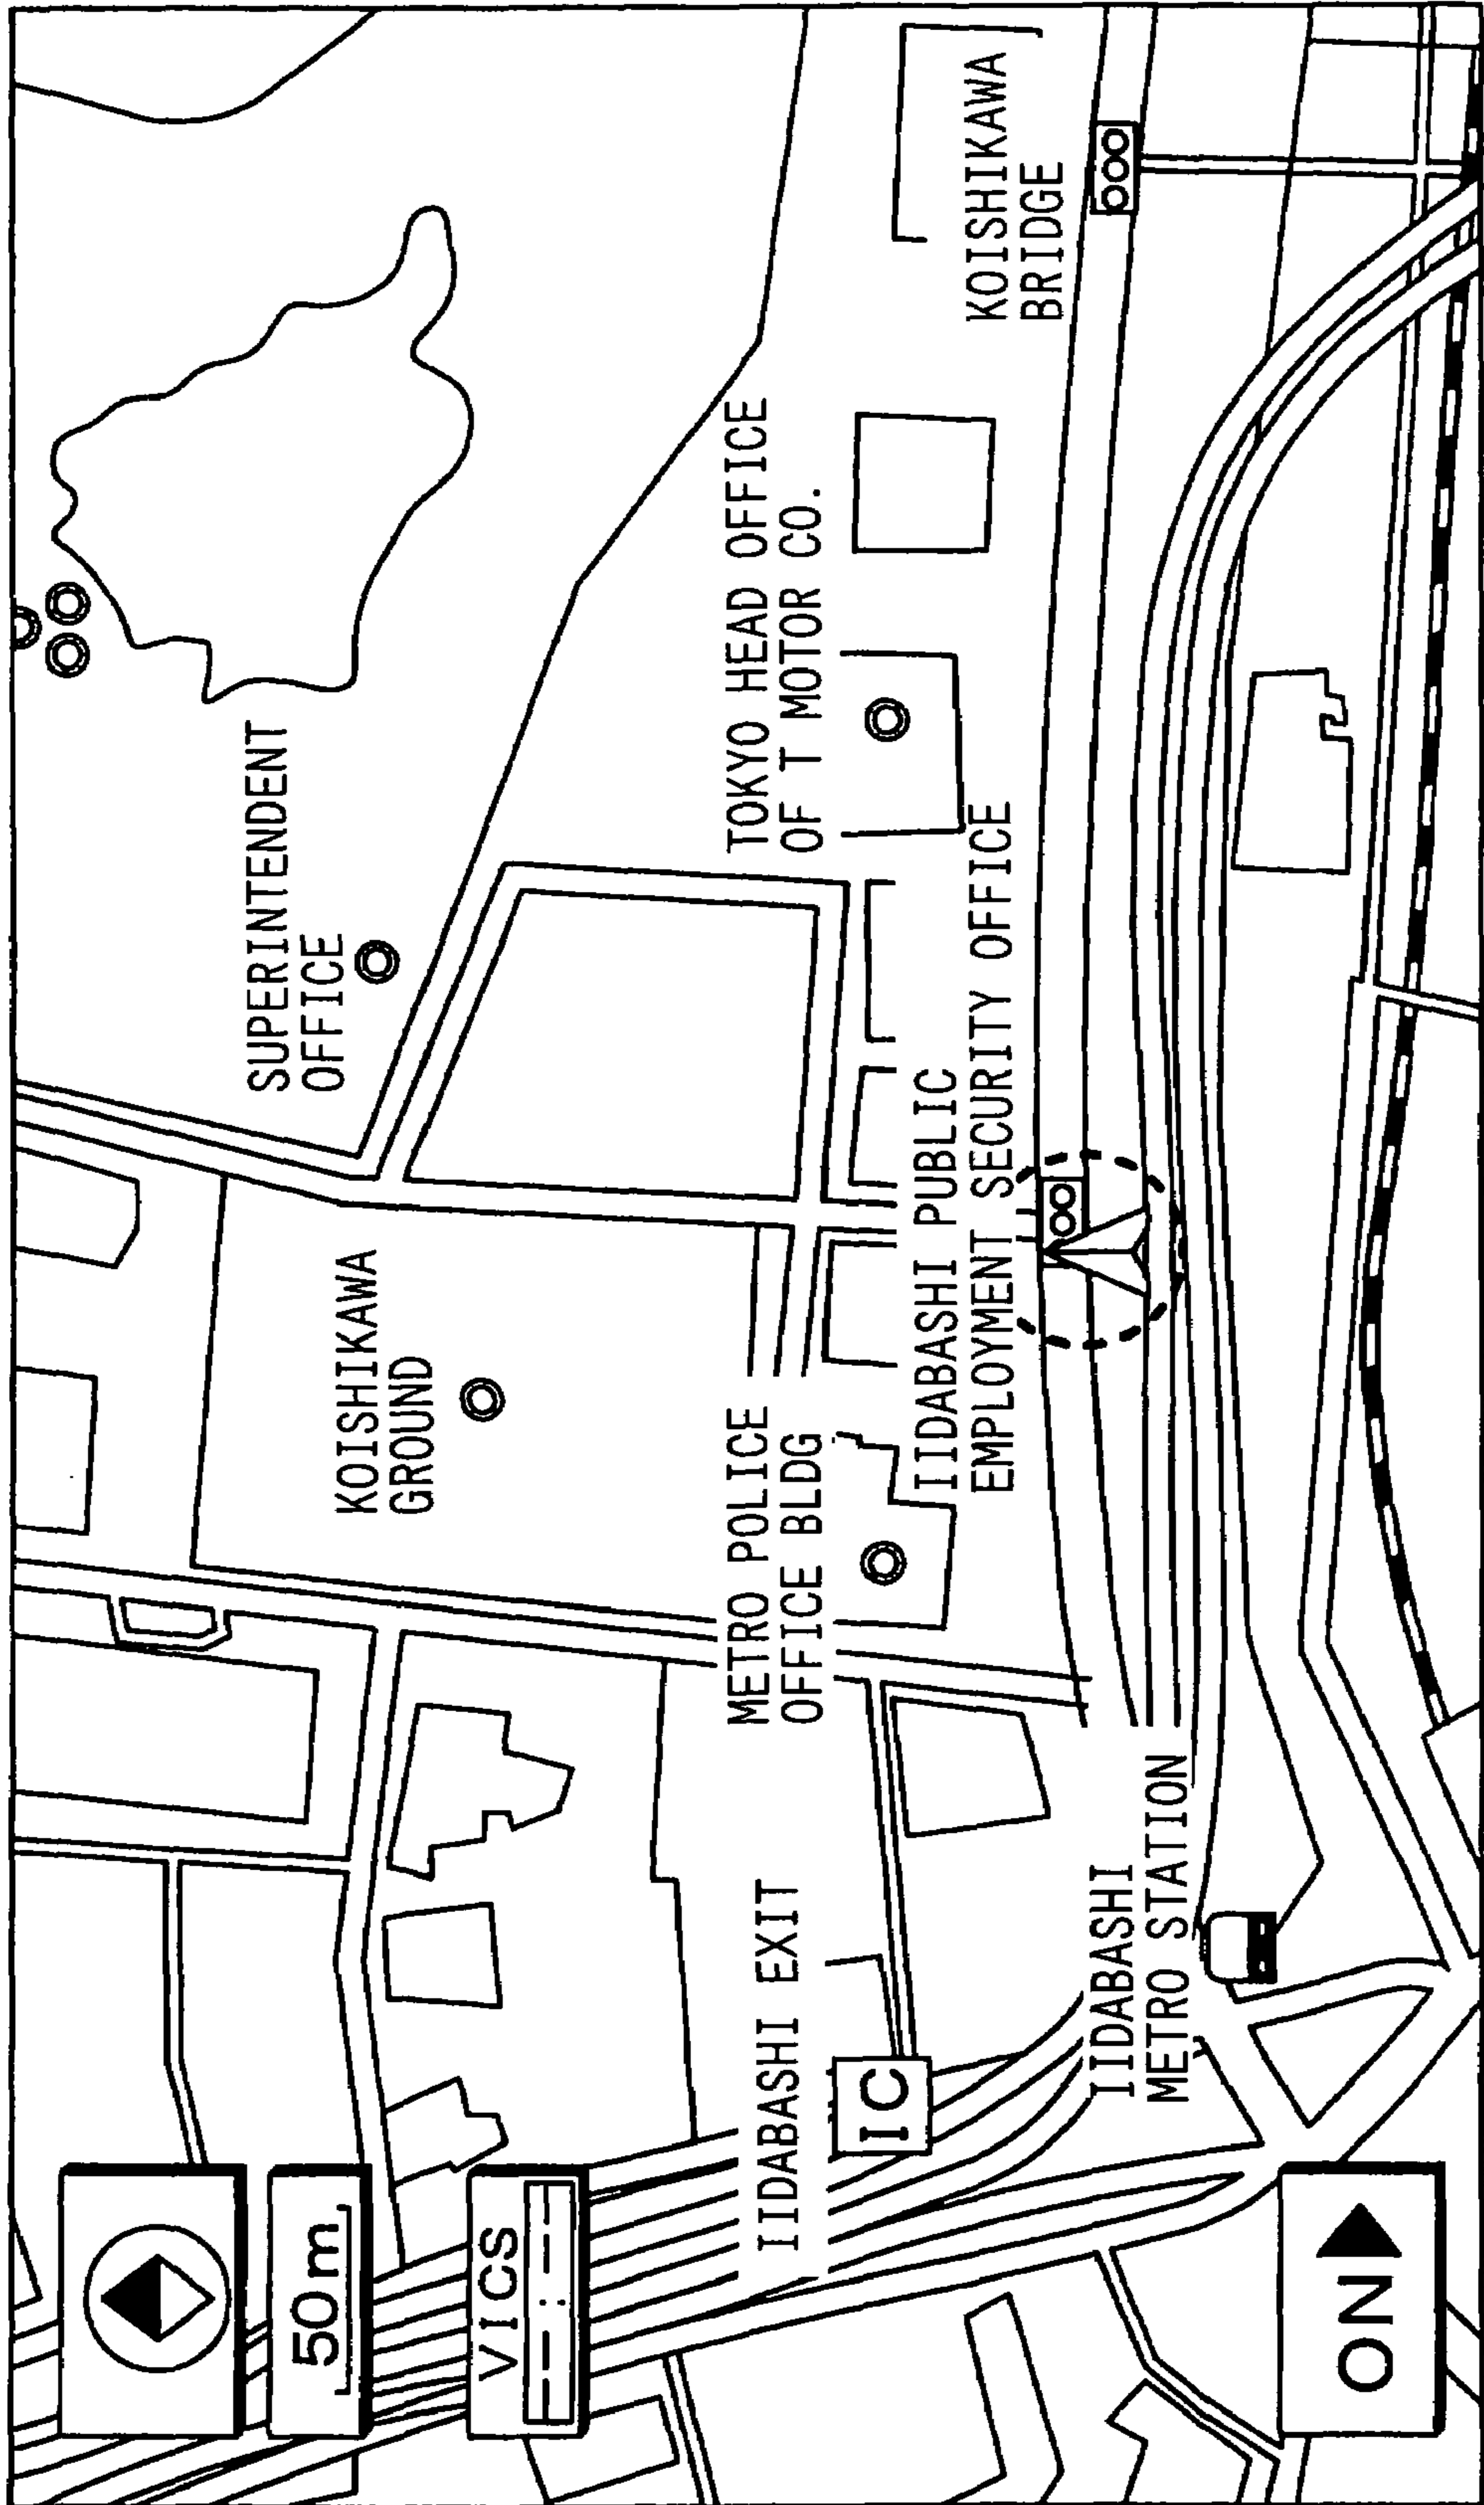 50m
VICS
--:--
SUPERINTENDENT
OFFICE
KOISHIKAWA
GROUND
TOKYO HEAD OFFICE
OF T MOTOR CO.
METRO POLICE
OFFICE BLDG
IIDABASHI EXIT
IC
IIDABASHI PUBLIC
EMPLOYMENT SECURITY OFFICE
KOISHIKAWA
BRIDGE
IIDABASHI
METRO STATION
ON